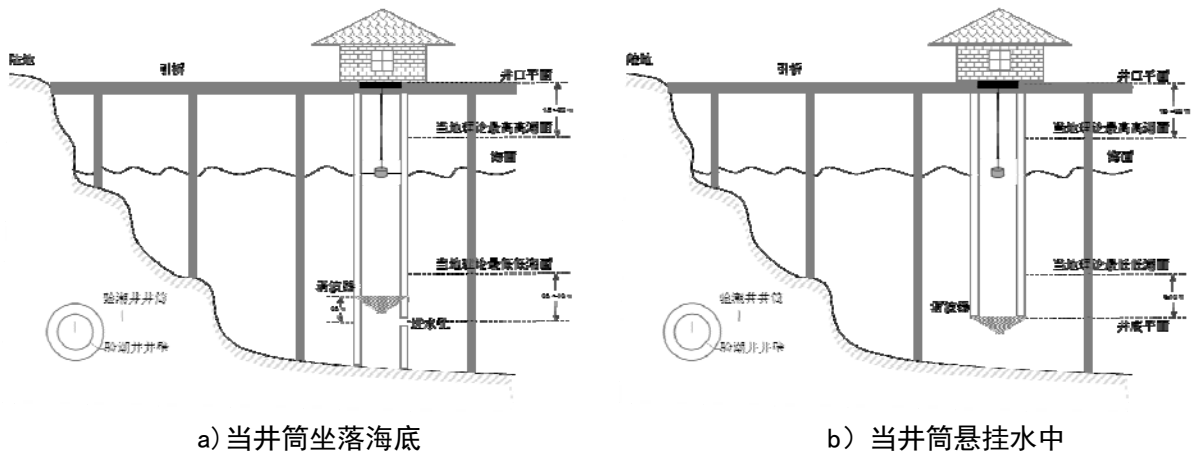 陆地
引桥
井口平面
当地理论最高高潮面
海面
当地理论最低低潮面
消波器
进水孔
验潮井井筒
验潮井井壁
a)当井筒坐落海底
陆地
引桥
井口平面
当地理论最高高潮面
海面
当地理论最低低潮面
消波器
井底平面
验潮井井筒
验潮井井壁
b）当井筒悬挂水中